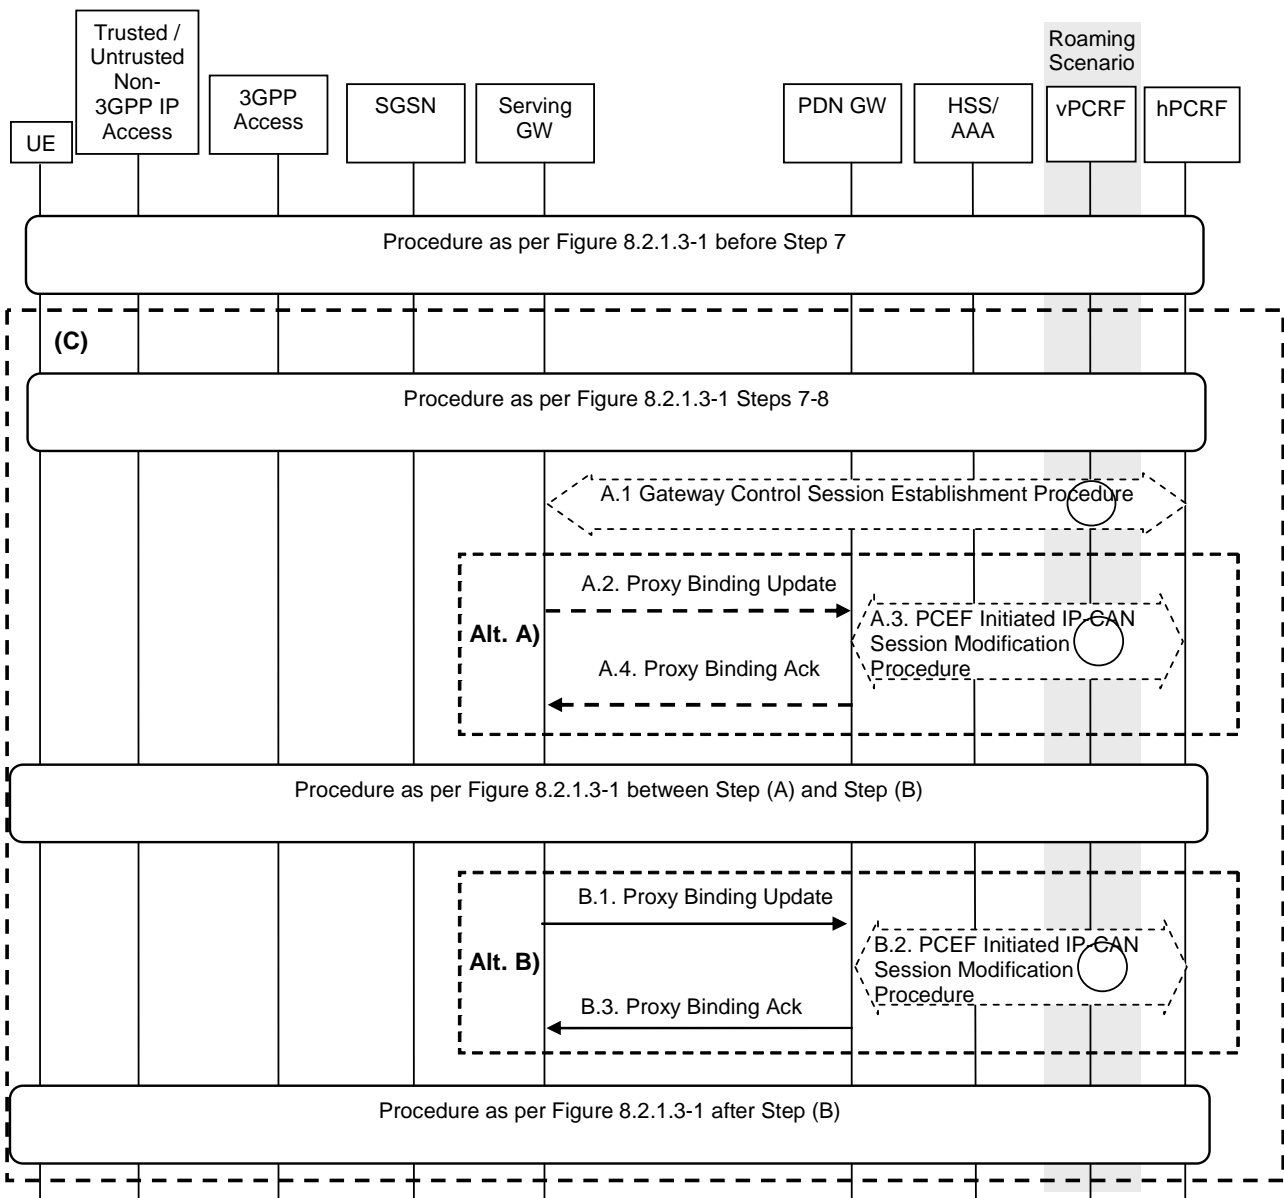 Trusted /
Untrusted
Non-
3GPP IP
Access
Roaming
Scenario
UE
3GPP
Access
SGSN
Serving
GW
PDN GW
HSS/
AAA
vPCRF
hPCRF
Procedure as per Figure 8.2.1.3-1 before Step 7
(C)
Procedure as per Figure 8.2.1.3-1 Steps 7-8
A.1 Gateway Control Session Establishment Procedure
Alt. A)
A.2. Proxy Binding Update
A.3. PCEF Initiated IP-CAN
Session Modification
Procedure
A.4. Proxy Binding Ack
Procedure as per Figure 8.2.1.3-1 between Step (A) and Step (B)
Alt. B)
B.1. Proxy Binding Update
B.2. PCEF Initiated IP-CAN
Session Modification
Procedure
B.3. Proxy Binding Ack
Procedure as per Figure 8.2.1.3-1 after Step (B)